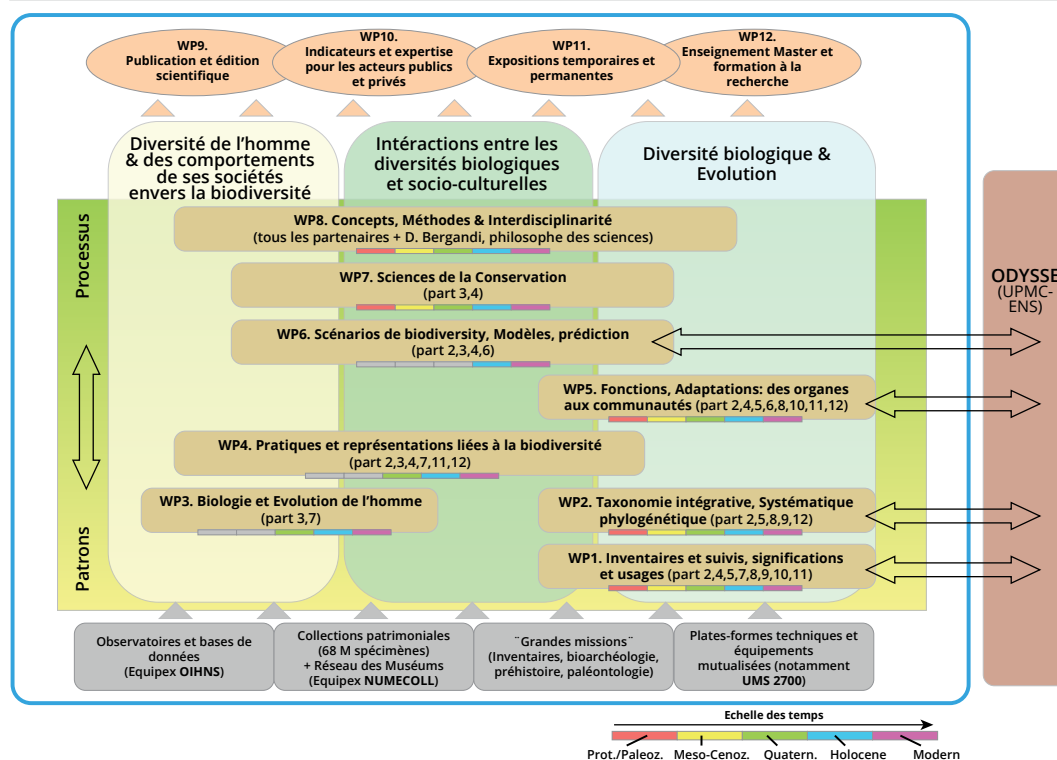 WP9.
Publication et édition
scientifique
WP10.
Indicateurs et expertise
pour les acteurs publics
et privés
WP11.
Expositions temporaires et
permanentes
WP12.
Enseignement Master et
formation à la
recherche
Diversité de l’homme
& des comportements
de ses sociétés
envers la biodiversité
Intéractions entre les
diversités biologiques
et socio-culturelles
Diversité biologique &
Evolution
Processus
Patrons
WP8. Concepts, Méthodes & Interdisciplinarité
(tous les partenaires + D. Bergandi, philosophe des sciences)
WP7. Sciences de la Conservation
(part 3,4)
WP6. Scénarios de biodiversity, Modèles, prédiction
(part 2,3,4,6)
WP5. Fonctions, Adaptations: des organes
aux communautés (part 2,4,5,6,8,10,11,12)
WP4. Pratiques et représentations liées à la biodiversité
(part 2,3,4,7,11,12)
WP3. Biologie et Evolution de l’homme
(part 3,7)
WP2. Taxonomie intégrative, Systématique
phylogénétique (part 2,5,8,9,12)
WP1. Inventaires et suivis, significations
et usages (part 2,4,5,7,8,9,10,11)
ODYSSE
(UPMC-
ENS)
Observatoires et bases de
données
(Equipex OIHNS)
Collections patrimoniales
(68 M spécimènes)
+ Réseau des Muséums
(Equipex NUMECOLL)
¨Grandes missions¨
(Inventaires, bioarchéologie,
préhistoire, paléontologie)
Plates-formes techniques et
équipements
mutualisées (notamment
UMS 2700)
Echelle des temps
Prot./Paleoz. Meso-Cenoz. Quatern. Holocene Modern